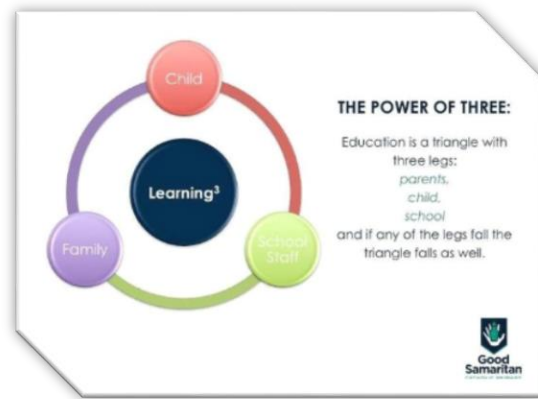 Child
Learning³
Family
School
Staff
THE POWER OF THREE:
Education is a triangle with
three legs:
parents,
child,
school
and if any of the legs fall the
triangle falls as well.
Good
Samaritan